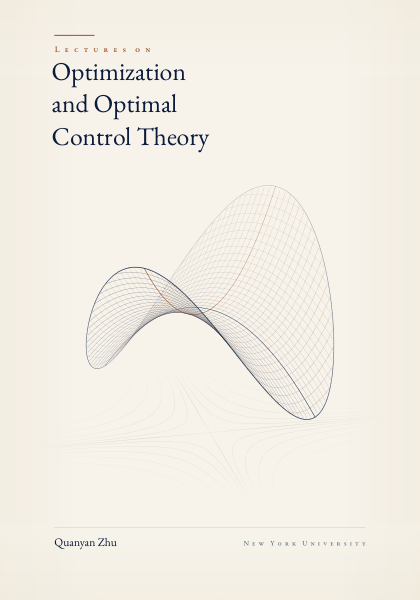 Lectures on
Optimization
and Optimal
Control Theory
Quanyan Zhu
New York University